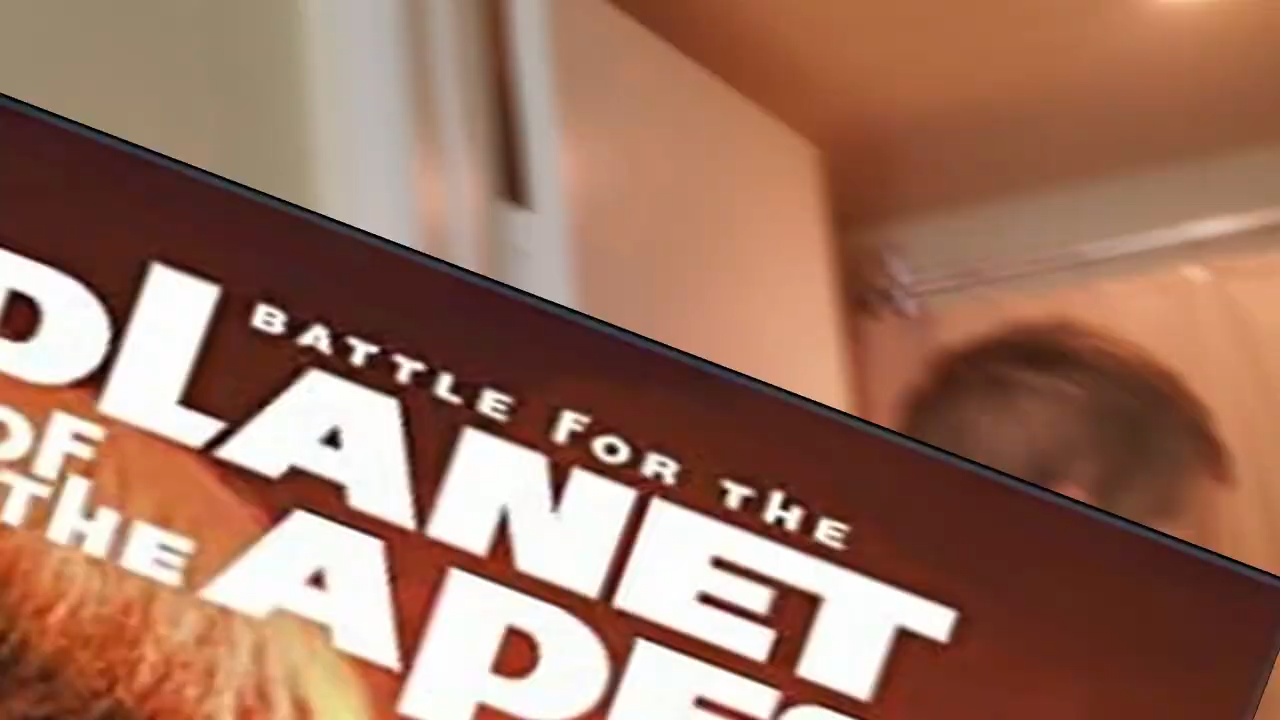 BATTLE FOR THE
PLANET
OF
THE
APES